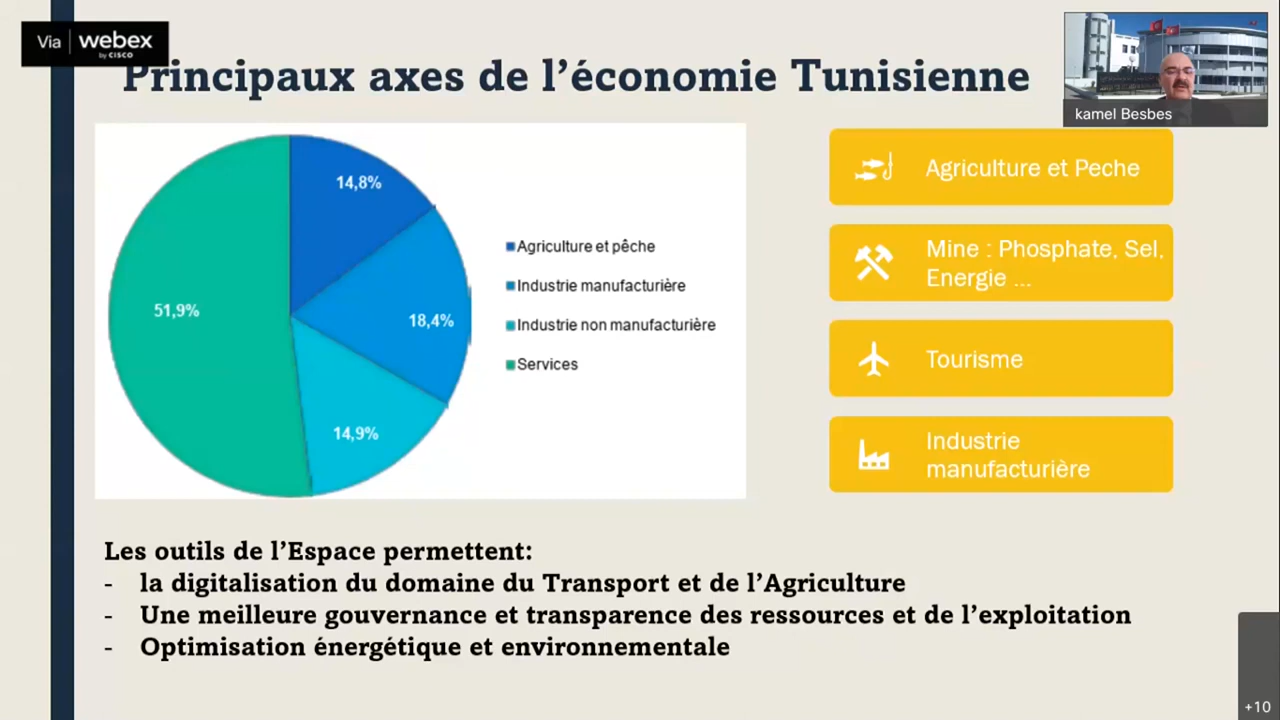 Via webex
by CISCO
Principaux axes de l'économie Tunisienne
kamel Besbes
14,8%
18,4%
14,9%
51,9%
Agriculture et pêche
Industrie manufacturière
Industrie non manufacturière
Services
Agriculture et Peche
Mine : Phosphate, Sel,
Energie ...
Tourisme
Industrie
manufacturière
Les outils de l'Espace permettent:
- la digitalisation du domaine du Transport et de l'Agriculture
- Une meilleure gouvernance et transparence des ressources et de l'exploitation
- Optimisation énergétique et environnementale
+10